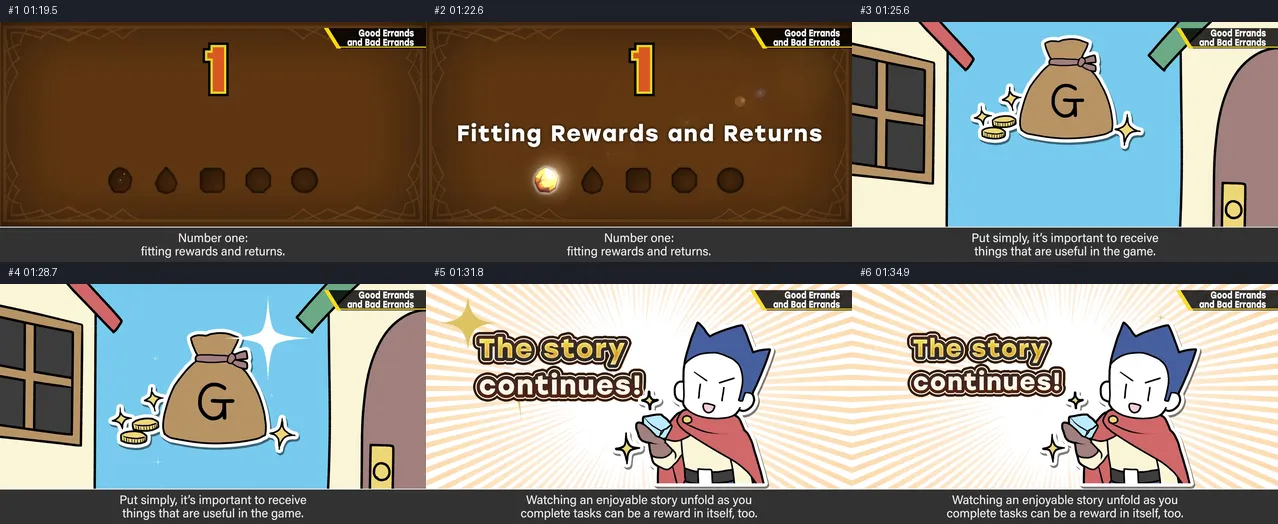 #1 01:19.5
Good Errands
and Bad Errands
1
Number one:
fitting rewards and returns.
#2 01:22.6
Good Errands
and Bad Errands
1
Fitting Rewards and Returns
Number one:
fitting rewards and returns.
#3 01:25.6
Good Errands
and Bad Errands
G
Put simply, it's important to receive
things that are useful in the game.
#4 01:28.7
Good Errands
and Bad Errands
G
Put simply, it's important to receive
things that are useful in the game.
#5 01:31.8
Good Errands
and Bad Errands
The story
continues!
Watching an enjoyable story unfold as you
complete tasks can be a reward in itself, too.
#6 01:34.9
Good Errands
and Bad Errands
The story
continues!
Watching an enjoyable story unfold as you
complete tasks can be a reward in itself, too.